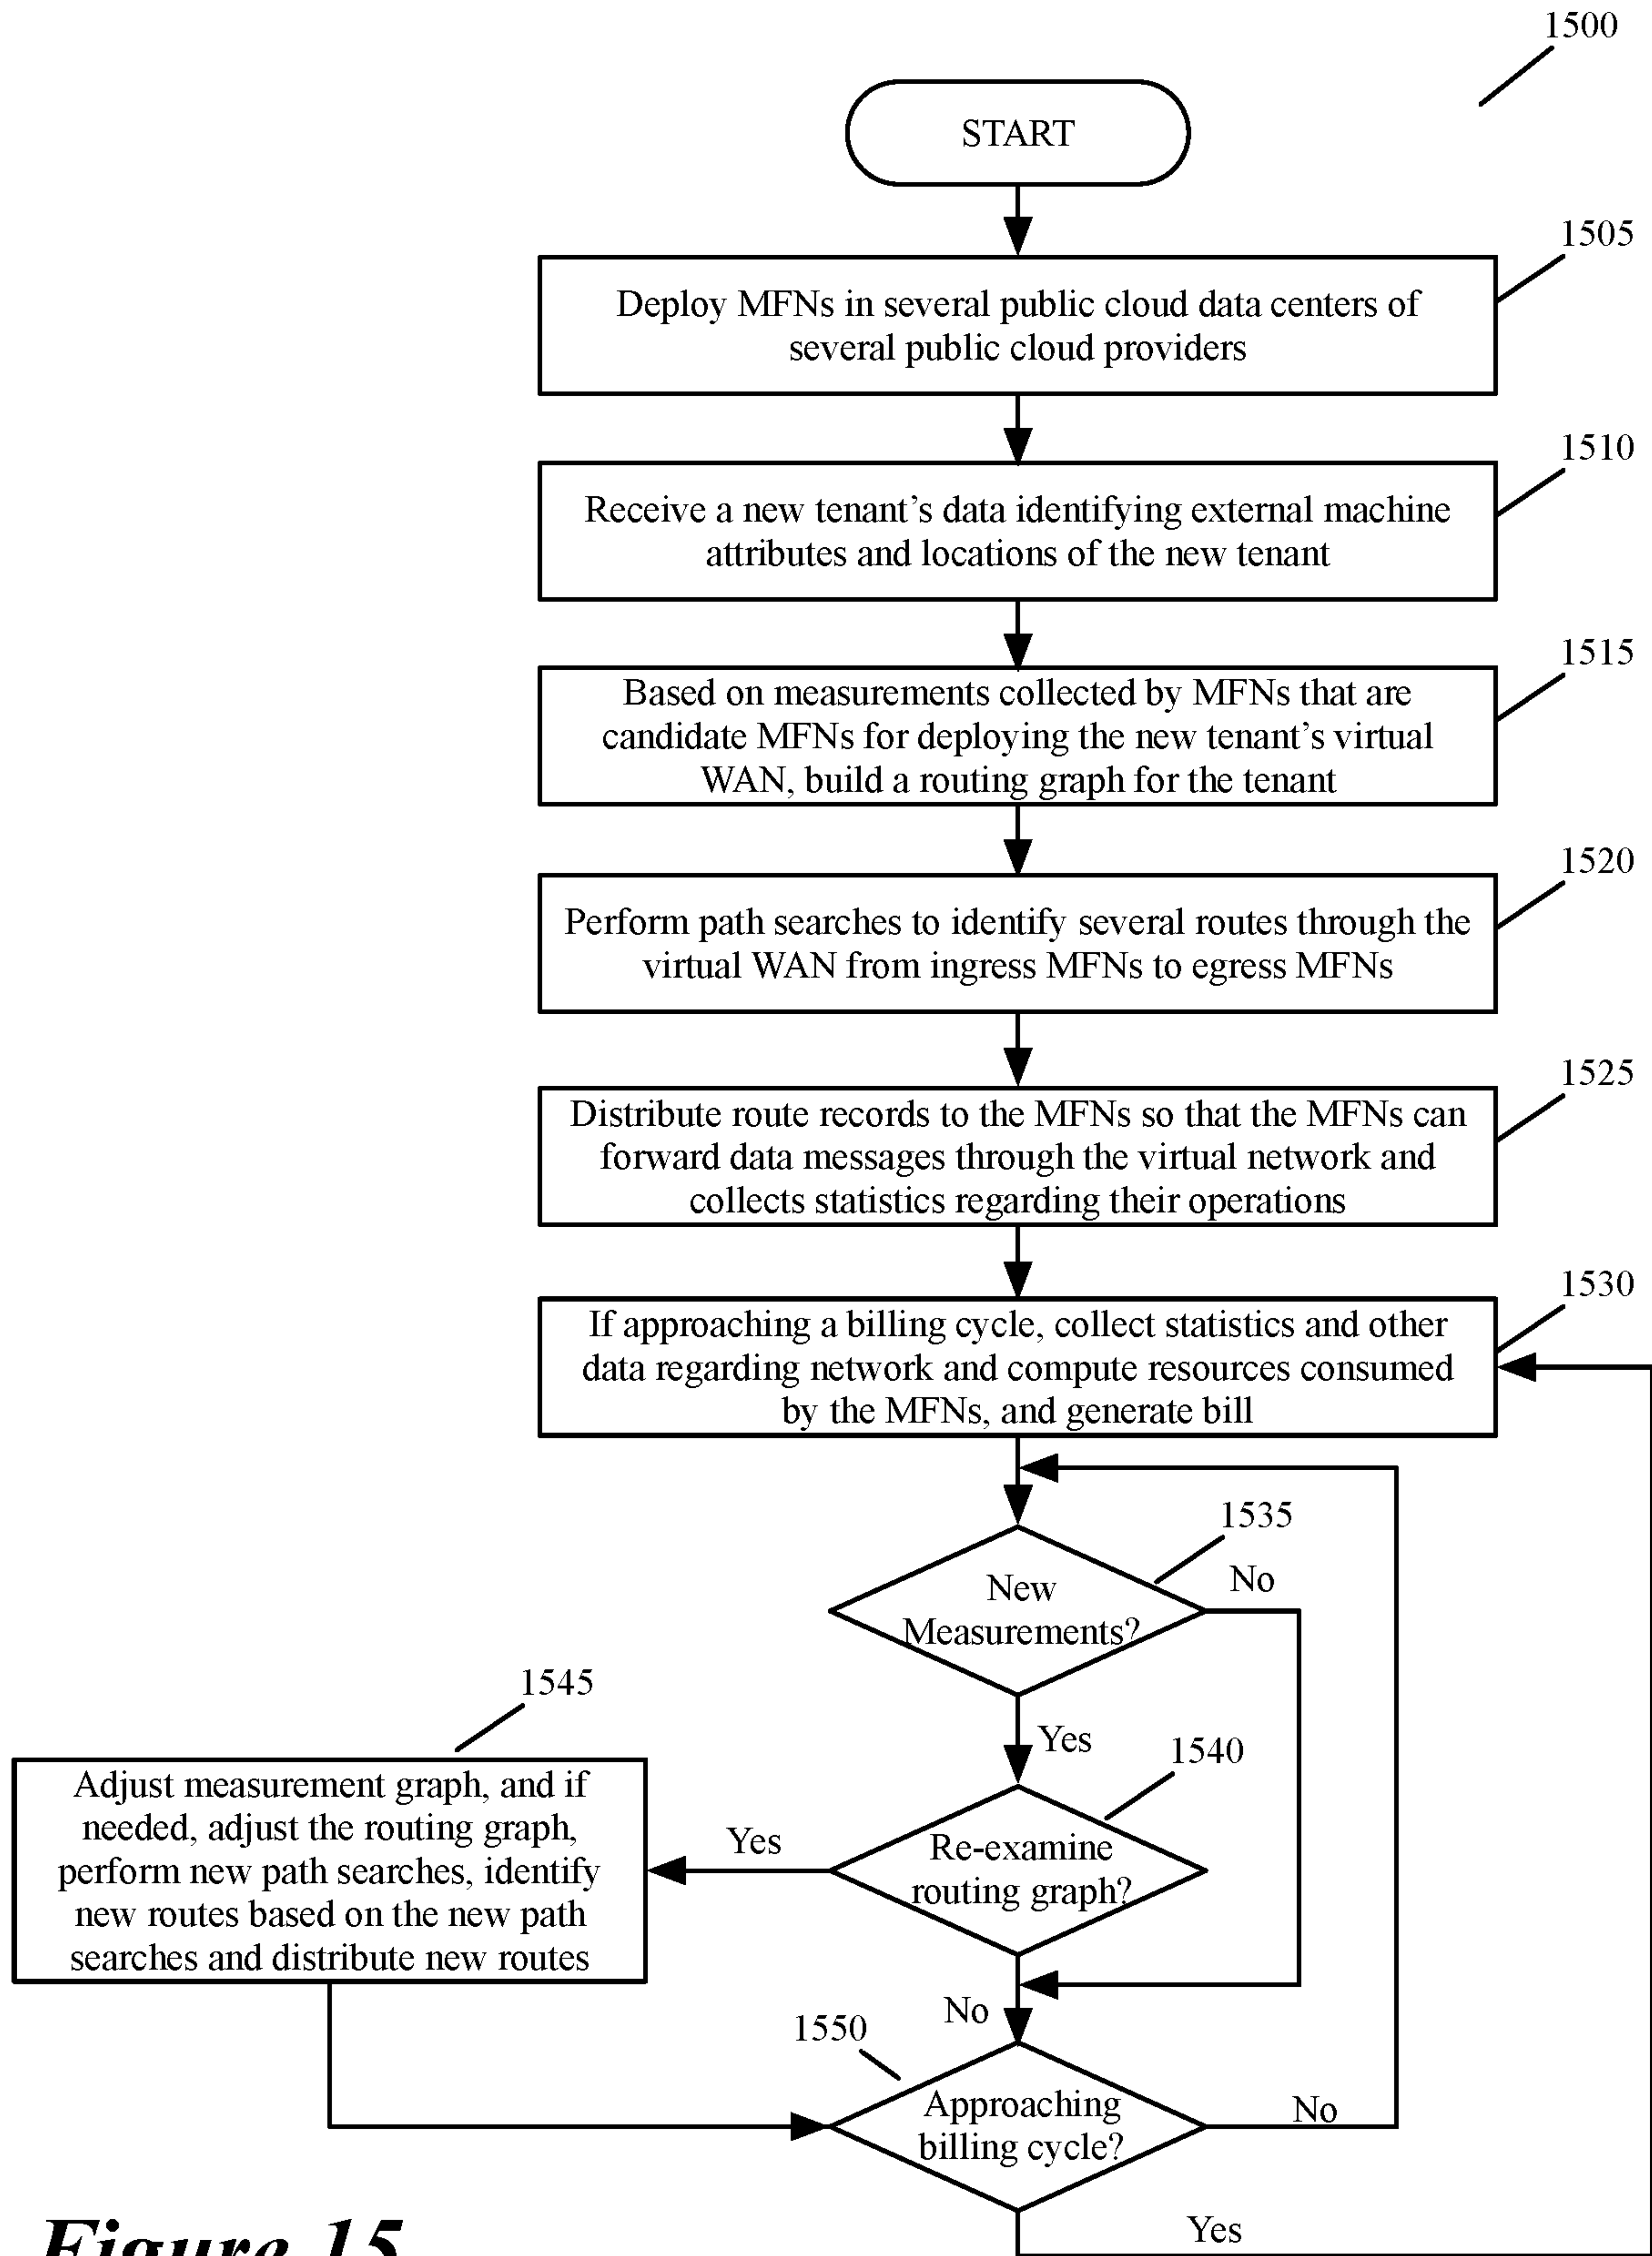 1500
START
1505
Deploy MFNs in several public cloud data centers of
several public cloud providers
1510
Receive a new tenant’s data identifying external machine
attributes and locations of the new tenant
1515
Based on measurements collected by MFNs that are
candidate MFNs for deploying the new tenant’s virtual
WAN, build a routing graph for the tenant
1520
Perform path searches to identify several routes through the
virtual WAN from ingress MFNs to egress MFNs
1525
Distribute route records to the MFNs so that the MFNs can
forward data messages through the virtual network and
collects statistics regarding their operations
1530
If approaching a billing cycle, collect statistics and other
data regarding network and compute resources consumed
by the MFNs, and generate bill
1535
New
Measurements?
No
Yes
1540
Re-examine
routing graph?
Yes
1545
Adjust measurement graph, and if
needed, adjust the routing graph,
perform new path searches, identify
new routes based on the new path
searches and distribute new routes
No
1550
Approaching
billing cycle?
No
Yes
Figure 15